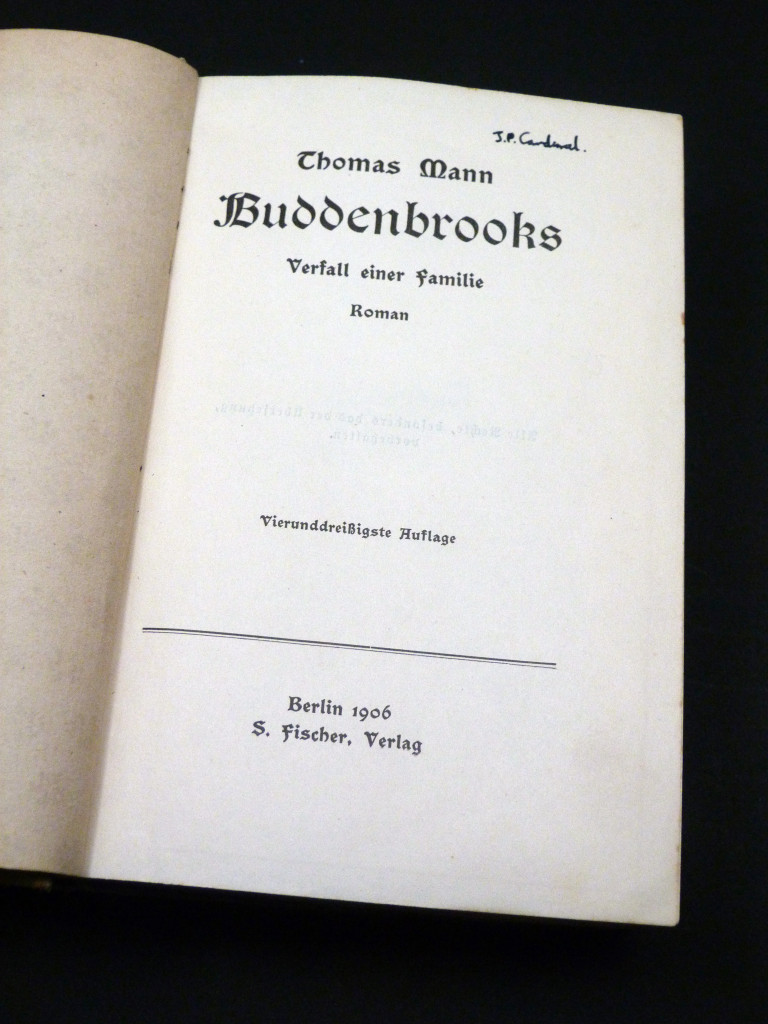 J.P. Cardinal.
Thomas Mann
Buddenbrooks
Verfall einer Familie
Roman
Vierunddreißigste Auflage
Berlin 1906
S. Fischer, Verlag